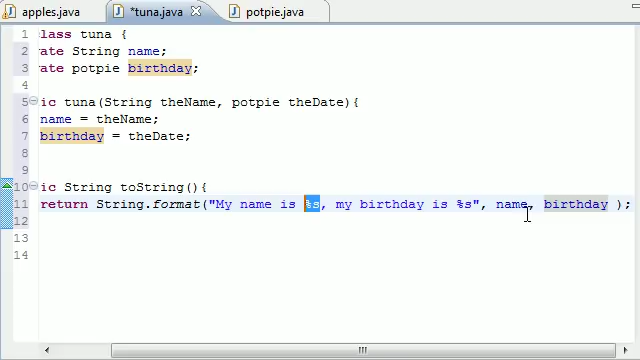 apples.java *tuna.java potpie.java
1 lass tuna {
2 vate String name;
3 rate potpie birthday;
4
5 ic tuna(String theName, potpie theDate){
6 name = theName;
7 birthday = theDate;
8
9
10 ic String toString(){
11 return String.format("My name is %s, my birthday is %s", name, birthday );
12
13
14